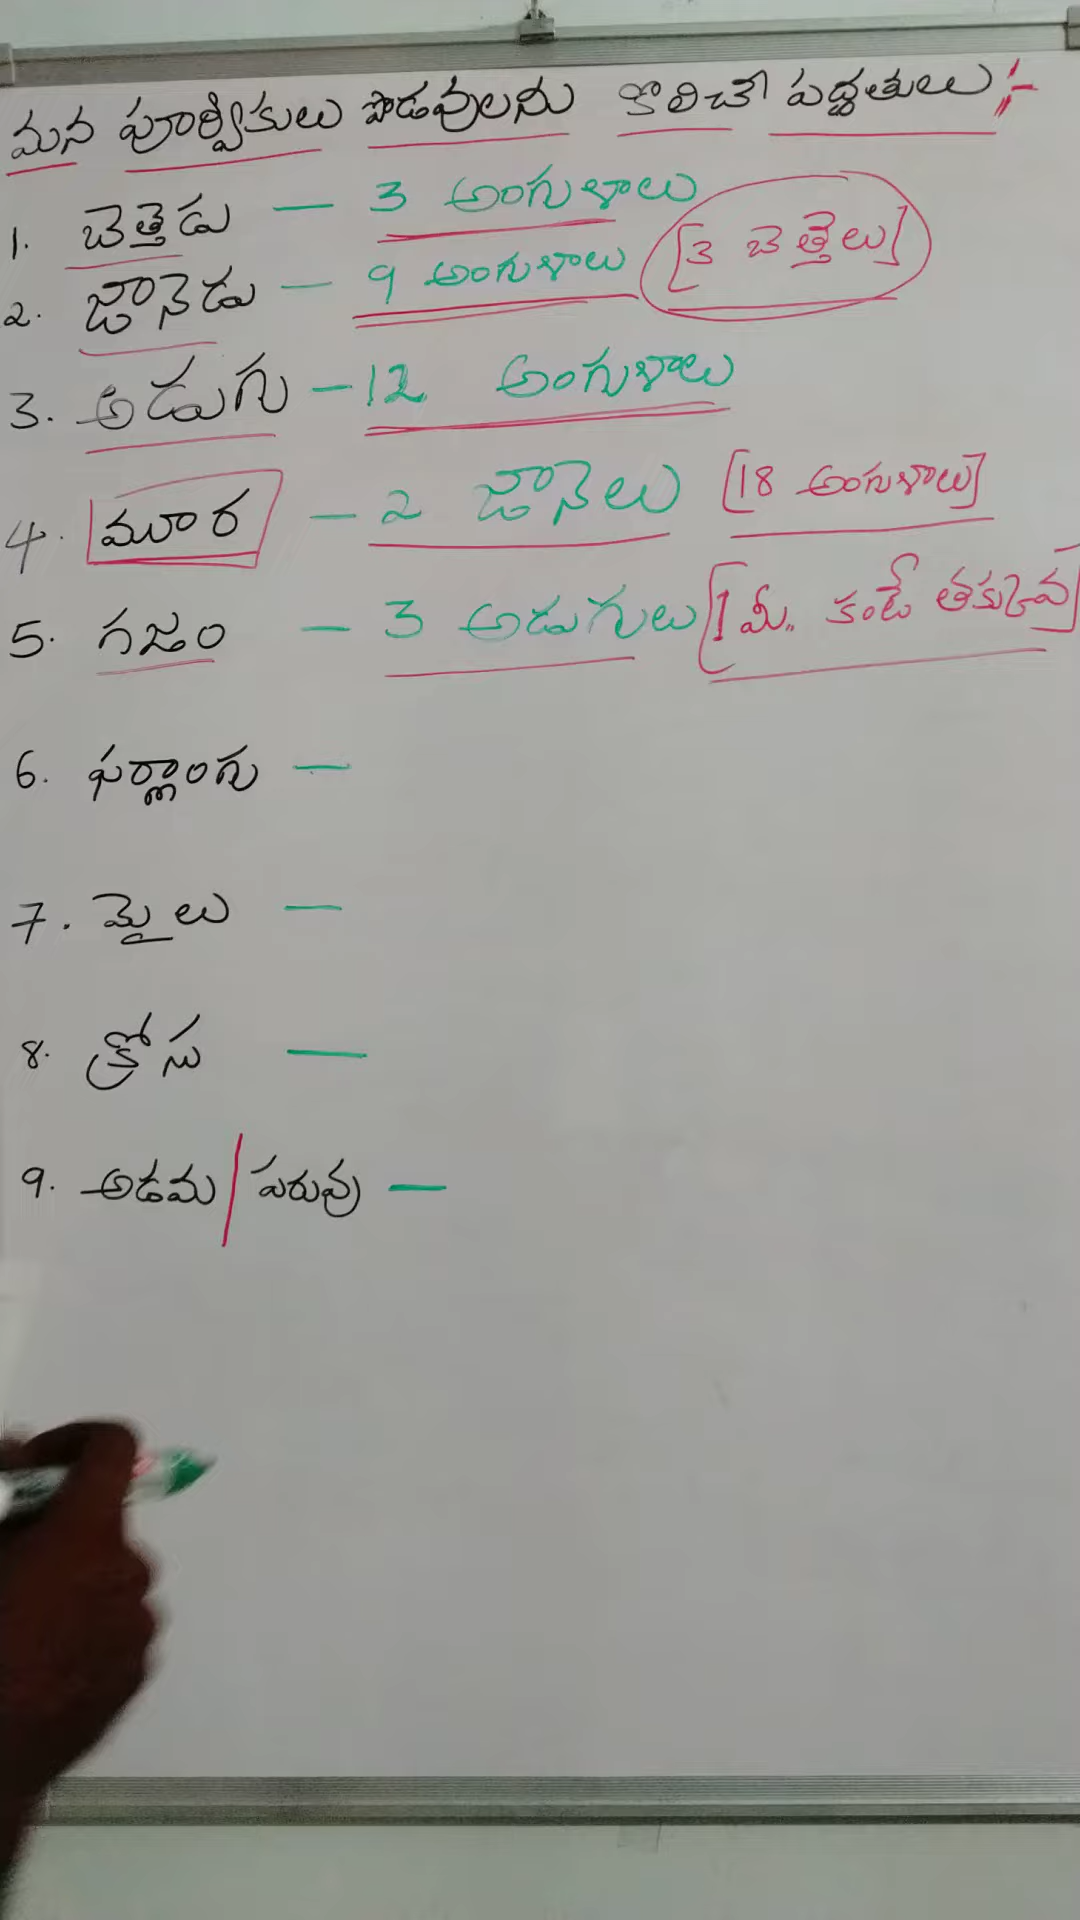 మన పూర్వీకులు పొడవులను కొలిచే పద్ధతులు :-
1. బెత్తెడు — 3 అంగుళాలు
2. జానెడు — 9 అంగుళాలు [3 బెత్తెలు]
3. అడుగు — 12 అంగుళాలు
4. మూర — 2 జానెలు [18 అంగుళాలు]
5. గజం — 3 అడుగులు [1 మీ. కంటే తక్కువ]
6. ఫర్లాంగు —
7. మైలు —
8. క్రోసు —
9. అడమ / పరువు —